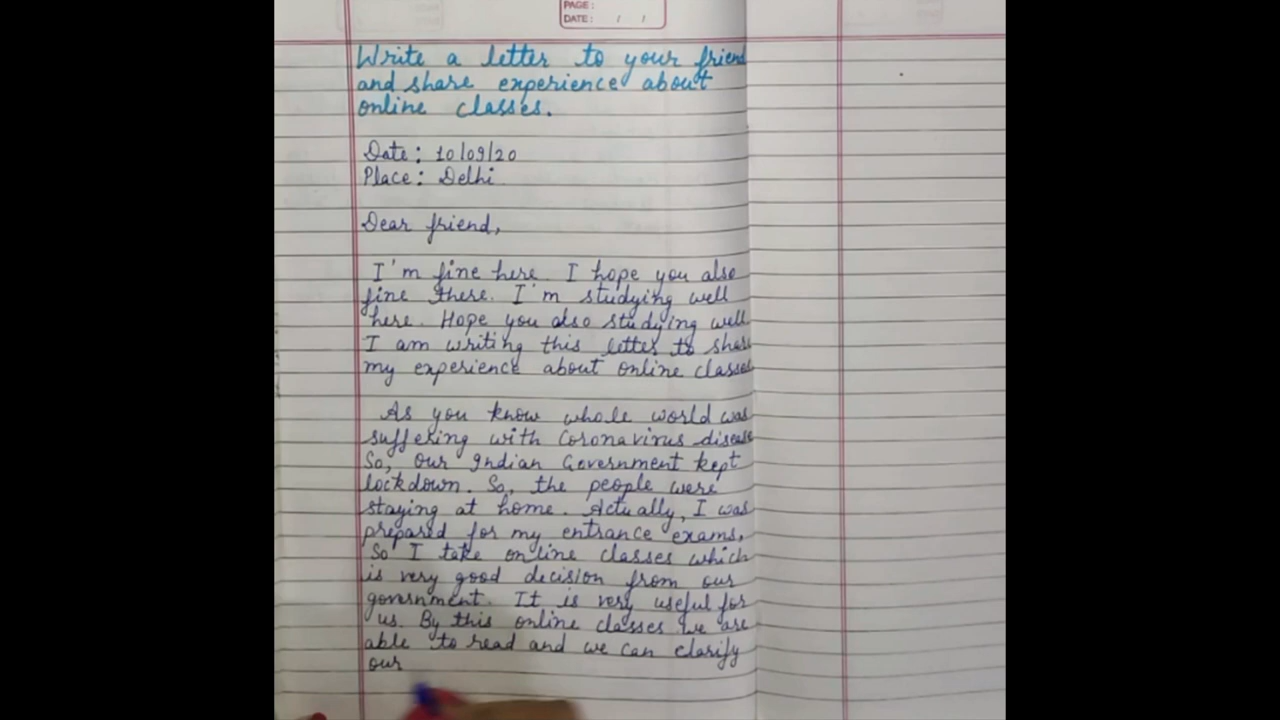 PAGE :
DATE : / /
Write a letter to your friend
and share experience about
online classes.
Date : 10/09/20
Place : Delhi
Dear friend,
I'm fine here. I hope you also
fine there. I'm studying well
here. Hope you also studying well
I am writing this letter to share
my experience about online classes
As you know whole world was
suffering with Coronavirus disease
So, our Indian Government kept
lockdown. So, the people were
staying at home. Actually, I was
prepared for my entrance exams.
So I take online classes which
is very good decision from our
government. It is very useful for
us. By this online classes we are
able to read and we can clarify
our